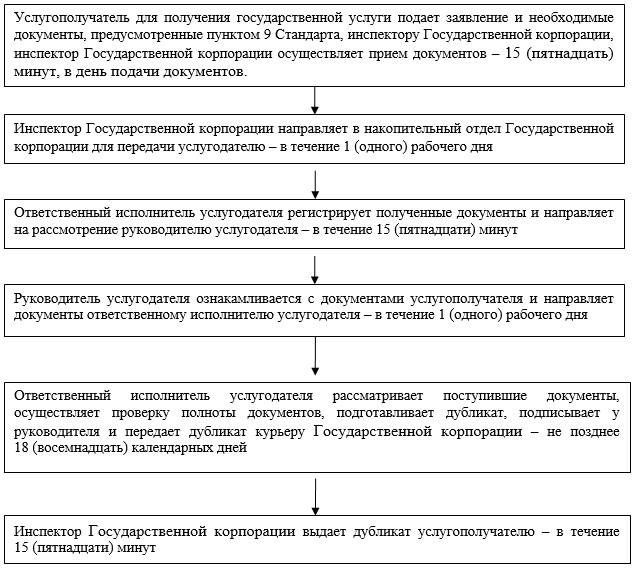 Услугополучатель для получения государственной услуги подает заявление и необходимые
документы, предусмотренные пунктом 9 Стандарта, инспектору Государственной корпорации,
инспектор Государственной корпорации осуществляет прием документов – 15 (пятнадцать)
минут, в день подачи документов.
Инспектор Государственной корпорации направляет в накопительный отдел Государственной
корпорации для передачи услугодателю – в течение 1 (одного) рабочего дня
Ответственный исполнитель услугодателя регистрирует полученные документы и направляет
на рассмотрение руководителю услугодателя – в течение 15 (пятнадцати) минут
Руководитель услугодателя ознакамливается с документами услугополучателя и направляет
документы ответственному исполнителю услугодателя – в течение 1 (одного) рабочего дня
Ответственный исполнитель услугодателя рассматривает поступившие документы,
осуществляет проверку полноты документов, подготавливает дубликат, подписывает у
руководителя и передает дубликат курьеру Государственной корпорации – не позднее
18 (восемнадцать) календарных дней
Инспектор Государственной корпорации выдает дубликат услугополучателю – в течение
15 (пятнадцати) минут